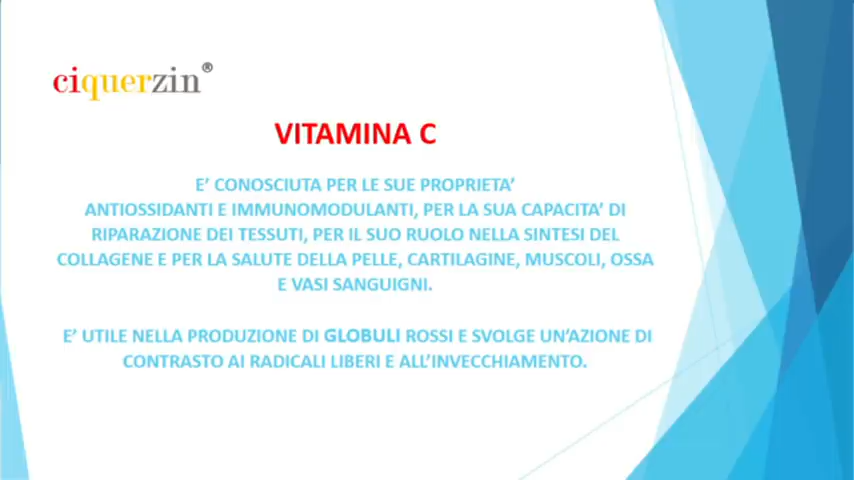 ciquerzin®
VITAMINA C
E’ CONOSCIUTA PER LE SUE PROPRIETA’
ANTIOSSIDANTI E IMMUNOMODULANTI, PER LA SUA CAPACITA’ DI
RIPARAZIONE DEI TESSUTI, PER IL SUO RUOLO NELLA SINTESI DEL
COLLAGENE E PER LA SALUTE DELLA PELLE, CARTILAGINE, MUSCOLI, OSSA
E VASI SANGUIGNI.
E’ UTILE NELLA PRODUZIONE DI GLOBULI ROSSI E SVOLGE UN’AZIONE DI
CONTRASTO AI RADICALI LIBERI E ALL’INVECCHIAMENTO.